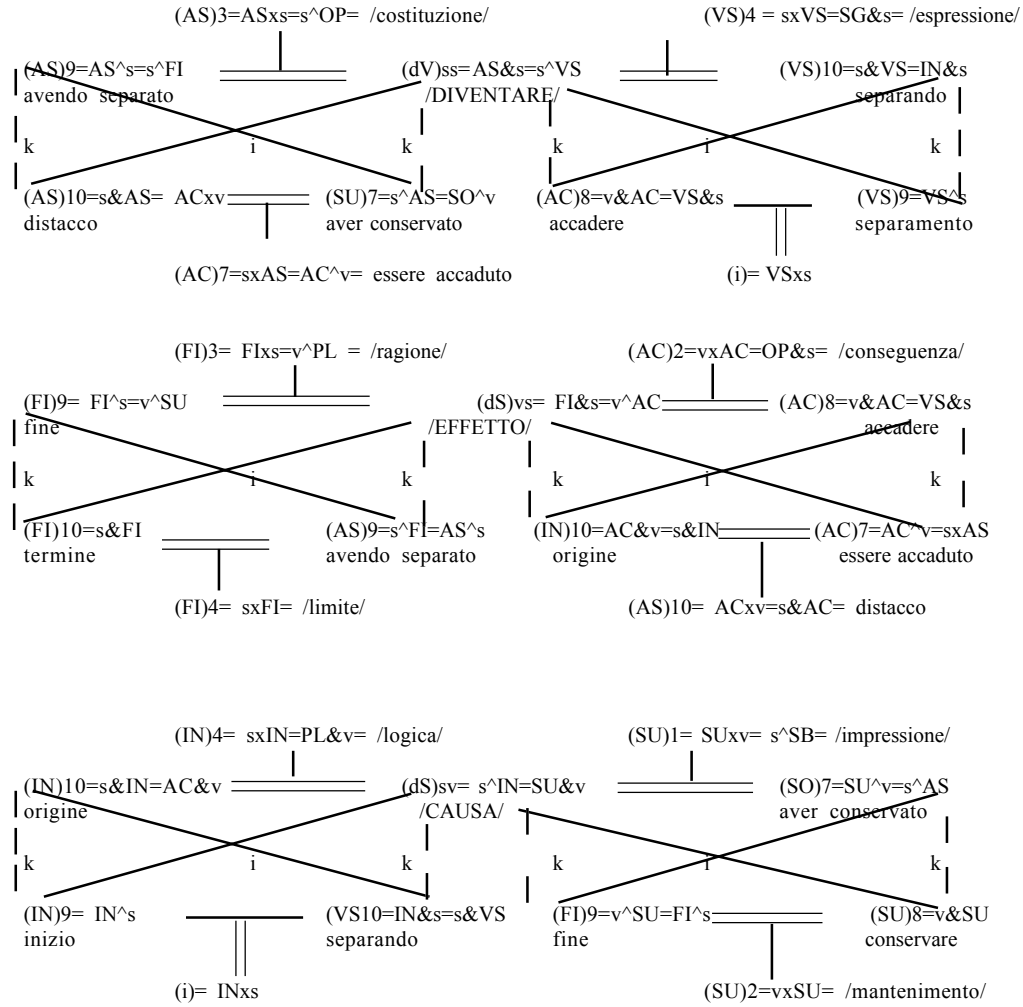 (AS)3=ASxs=s^OP= /costituzione/ (VS)4 = sxVS=SG&s= /espressione/
(AS)9=AS^s=s^FI (dV)ss= AS&s=s^VS (VS)10=s&VS=IN&s
avendo separato /DIVENTARE/ separando
k i k k i k
(AS)10=s&AS= ACxv (SU)7=s^AS=SO^v (AC)8=v&AC=VS&s (VS)9=VS^s
distacco aver conservato accadere separamento
(AC)7=sxAS=AC^v= essere accaduto (i)= VSxs
(FI)3= FIxs=v^PL = /ragione/ (AC)2=vxAC=OP&s= /conseguenza/
(FI)9= FI^s=v^SU (dS)vs= FI&s=v^AC (AC)8=v&AC=VS&s
fine /EFFETTO/ accadere
k i k k i k
(FI)10=s&FI (AS)9=s^FI=AS^s (IN)10=AC&v=s&IN (AC)7=AC^v=sxAS
termine avendo separato origine essere accaduto
(FI)4= sxFI= /limite/ (AS)10= ACxv=s&AC= distacco
(IN)4= sxIN=PL&v= /logica/ (SU)1= SUxv= s^SB= /impressione/
(IN)10=s&IN=AC&v (dS)sv= s^IN=SU&v (SO)7=SU^v=s^AS
origine /CAUSA/ aver conservato
k i k k i k
(IN)9= IN^s (VS10=IN&s=s&VS (FI)9=v^SU=FI^s (SU)8=v&SU
inizio separando fine conservare
(i)= INxs (SU)2=vxSU= /mantenimento/